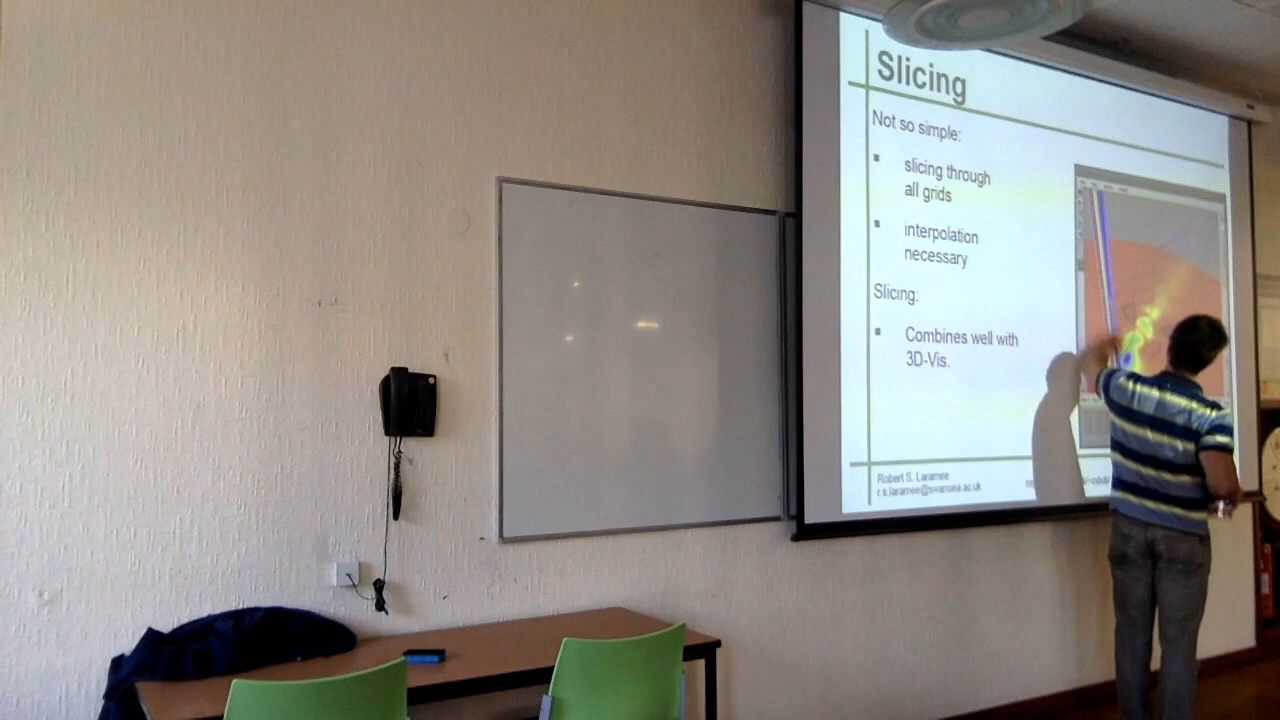 Slicing
Not so simple:
▪ slicing through
all grids
▪ interpolation
necessary
Slicing:
▪ Combines well with
3D-Vis.
Robert S. Laramee
r.s.laramee@swansea.ac.uk